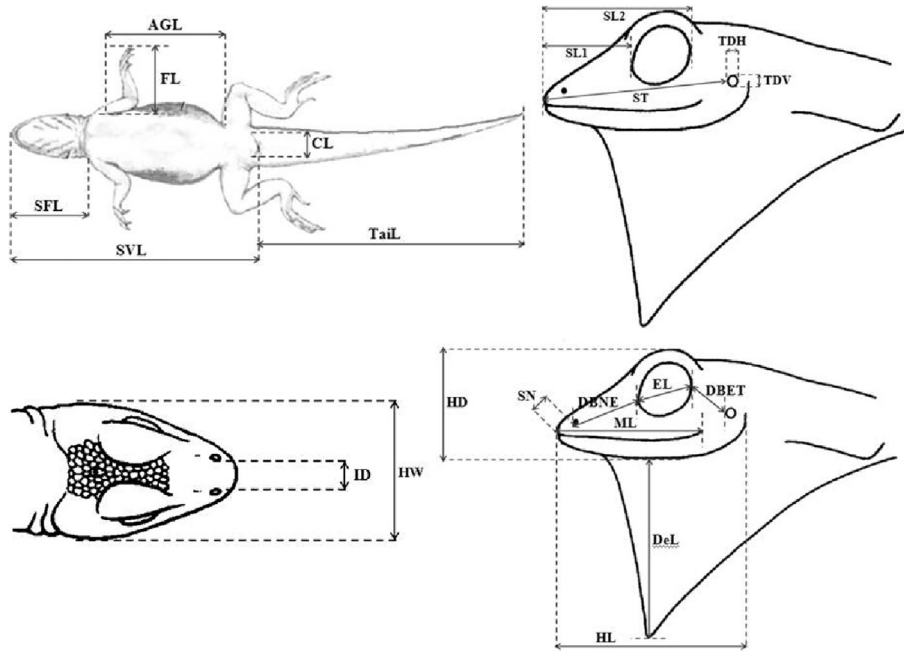 AGL
FL
CL
SFL
SVL
TaiL
SL2
SL1
TDH
TDV
ST
ID
HW
HD
SN
DBNE
EL
DBET
ML
DeL
HL